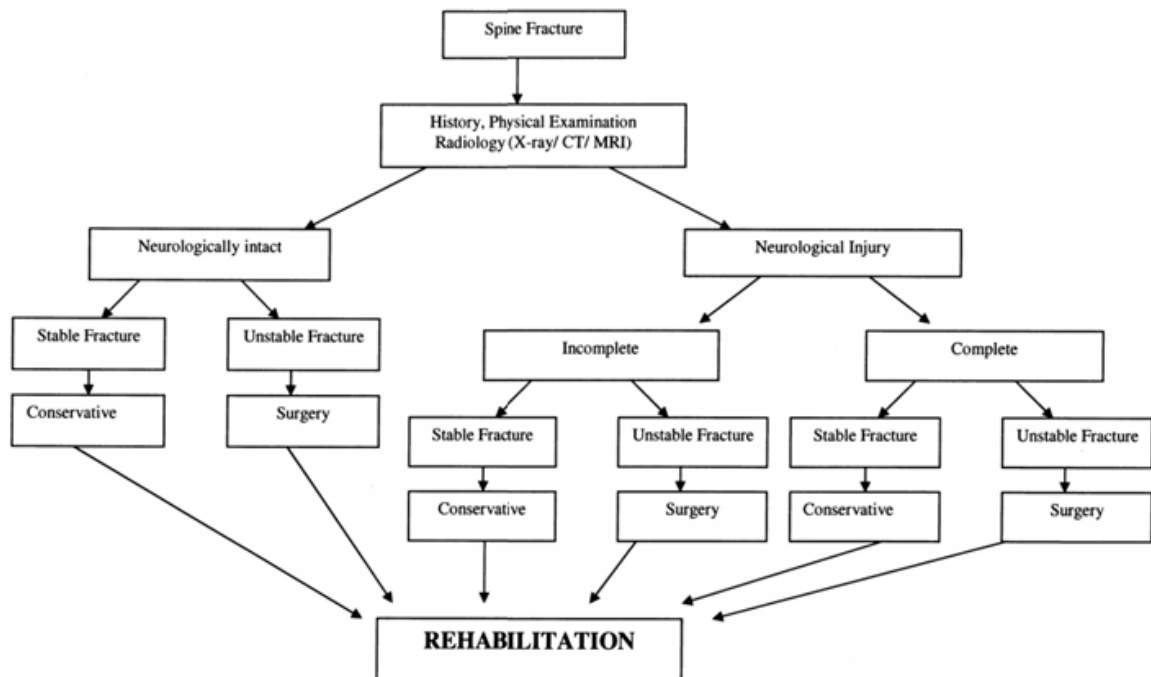 Spine Fracture
History, Physical Examination
Radiology (X-ray/ CT/ MRI)
Neurologically intact
Neurological Injury
Stable Fracture
Unstable Fracture
Incomplete
Complete
Conservative
Surgery
Stable Fracture
Unstable Fracture
Stable Fracture
Unstable Fracture
Conservative
Surgery
Conservative
Surgery
REHABILITATION